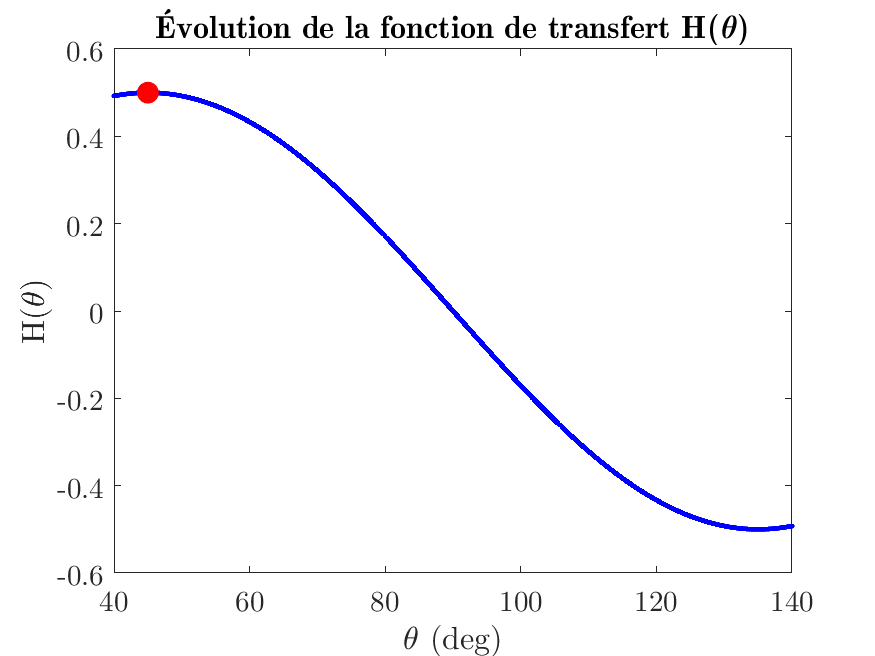 Évolution de la fonction de transfert H(θ)
0.6
0.4
0.2
0
-0.2
-0.4
-0.6
H(θ)
40 60 80 100 120 140
θ (deg)